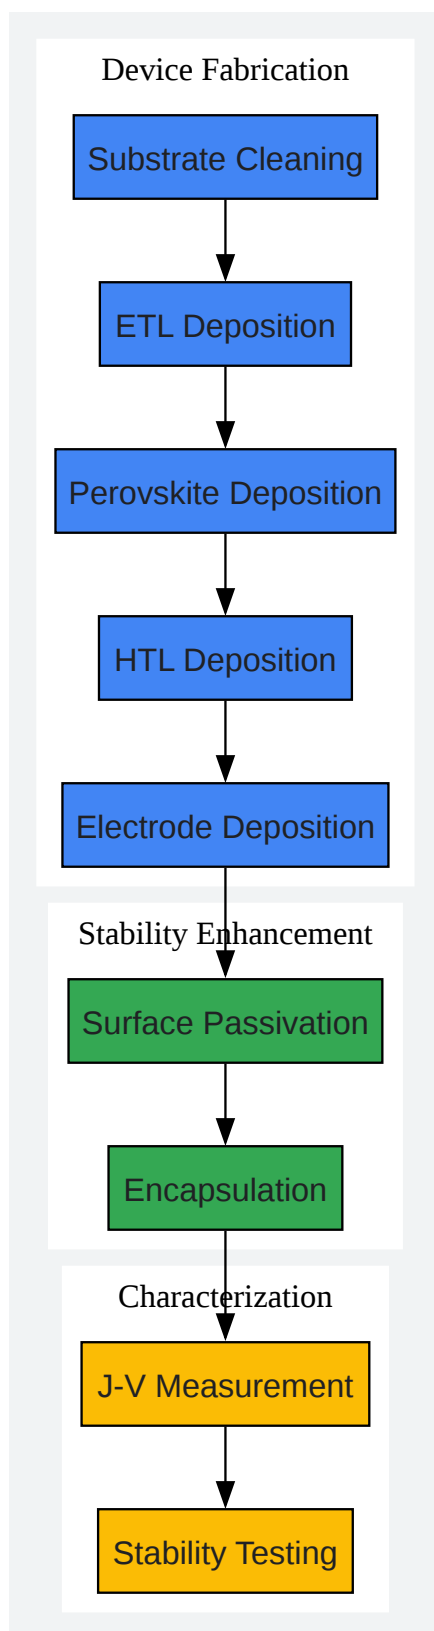 Device Fabrication
Substrate Cleaning
ETL Deposition
Perovskite Deposition
HTL Deposition
Electrode Deposition
Stability Enhancement
Surface Passivation
Encapsulation
Characterization
J-V Measurement
Stability Testing